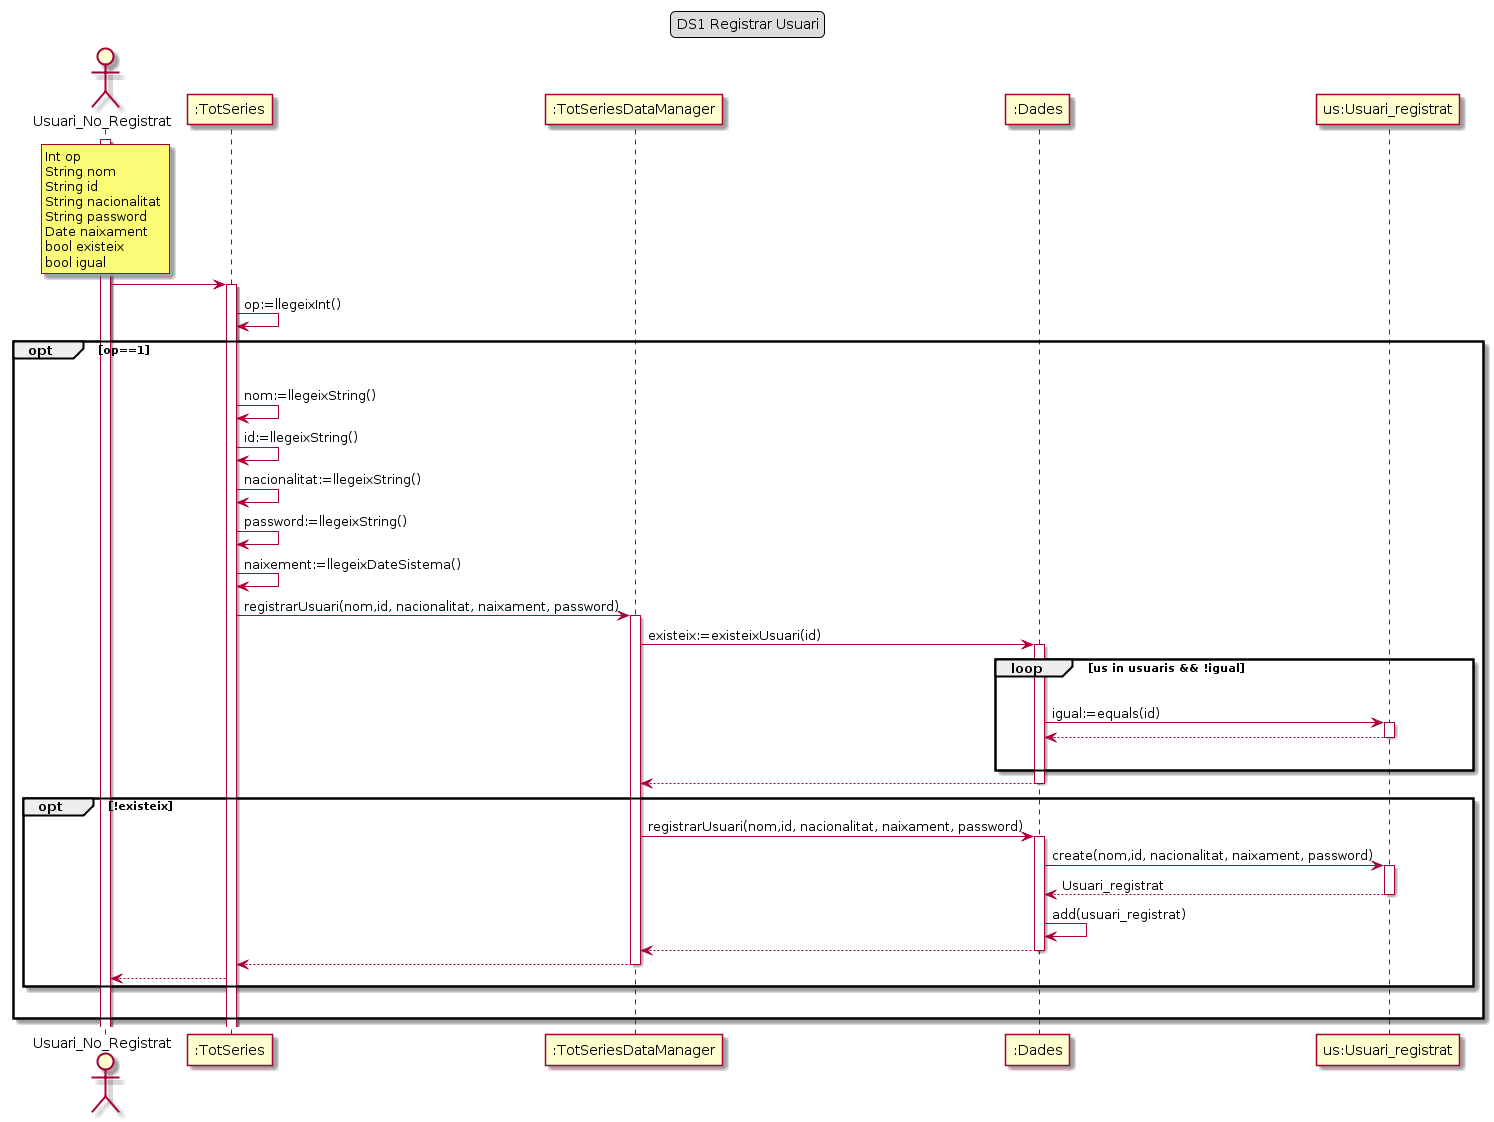 DS1 Registrar Usuari
Usuari_No_Registrat
:TotSeries
:TotSeriesDataManager
:Dades
us:Usuari_registrat
Int op
String nom
String id
String nacionalitat
String password
Date naixament
bool existeix
bool igual
op:=llegeixInt()
opt [op==1]
nom:=llegeixString()
id:=llegeixString()
nacionalitat:=llegeixString()
password:=llegeixString()
naixement:=llegeixDateSistema()
registrarUsuari(nom,id, nacionalitat, naixament, password)
existeix:=existeixUsuari(id)
loop [us in usuaris && !igual]
igual:=equals(id)
opt [!existeix]
registrarUsuari(nom,id, nacionalitat, naixament, password)
create(nom,id, nacionalitat, naixament, password)
Usuari_registrat
add(usuari_registrat)
Usuari_No_Registrat
:TotSeries
:TotSeriesDataManager
:Dades
us:Usuari_registrat